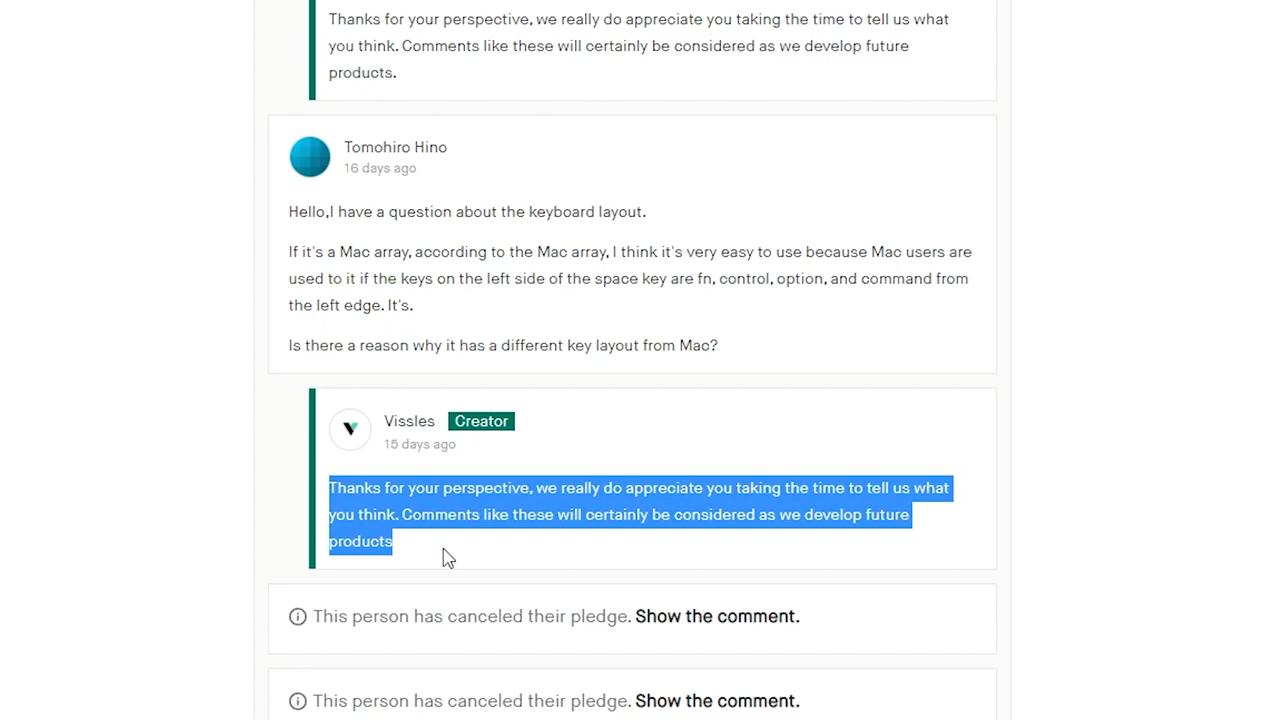 Thanks for your perspective, we really do appreciate you taking the time to tell us what
you think. Comments like these will certainly be considered as we develop future
products.
Tomohiro Hino
16 days ago
Hello,I have a question about the keyboard layout.
If it's a Mac array, according to the Mac array, I think it's very easy to use because Mac users are
used to it if the keys on the left side of the space key are fn, control, option, and command from
the left edge. It's.
Is there a reason why it has a different key layout from Mac?
Vissles Creator
15 days ago
Thanks for your perspective, we really do appreciate you taking the time to tell us what
you think. Comments like these will certainly be considered as we develop future
products
This person has canceled their pledge. Show the comment.
This person has canceled their pledge. Show the comment.